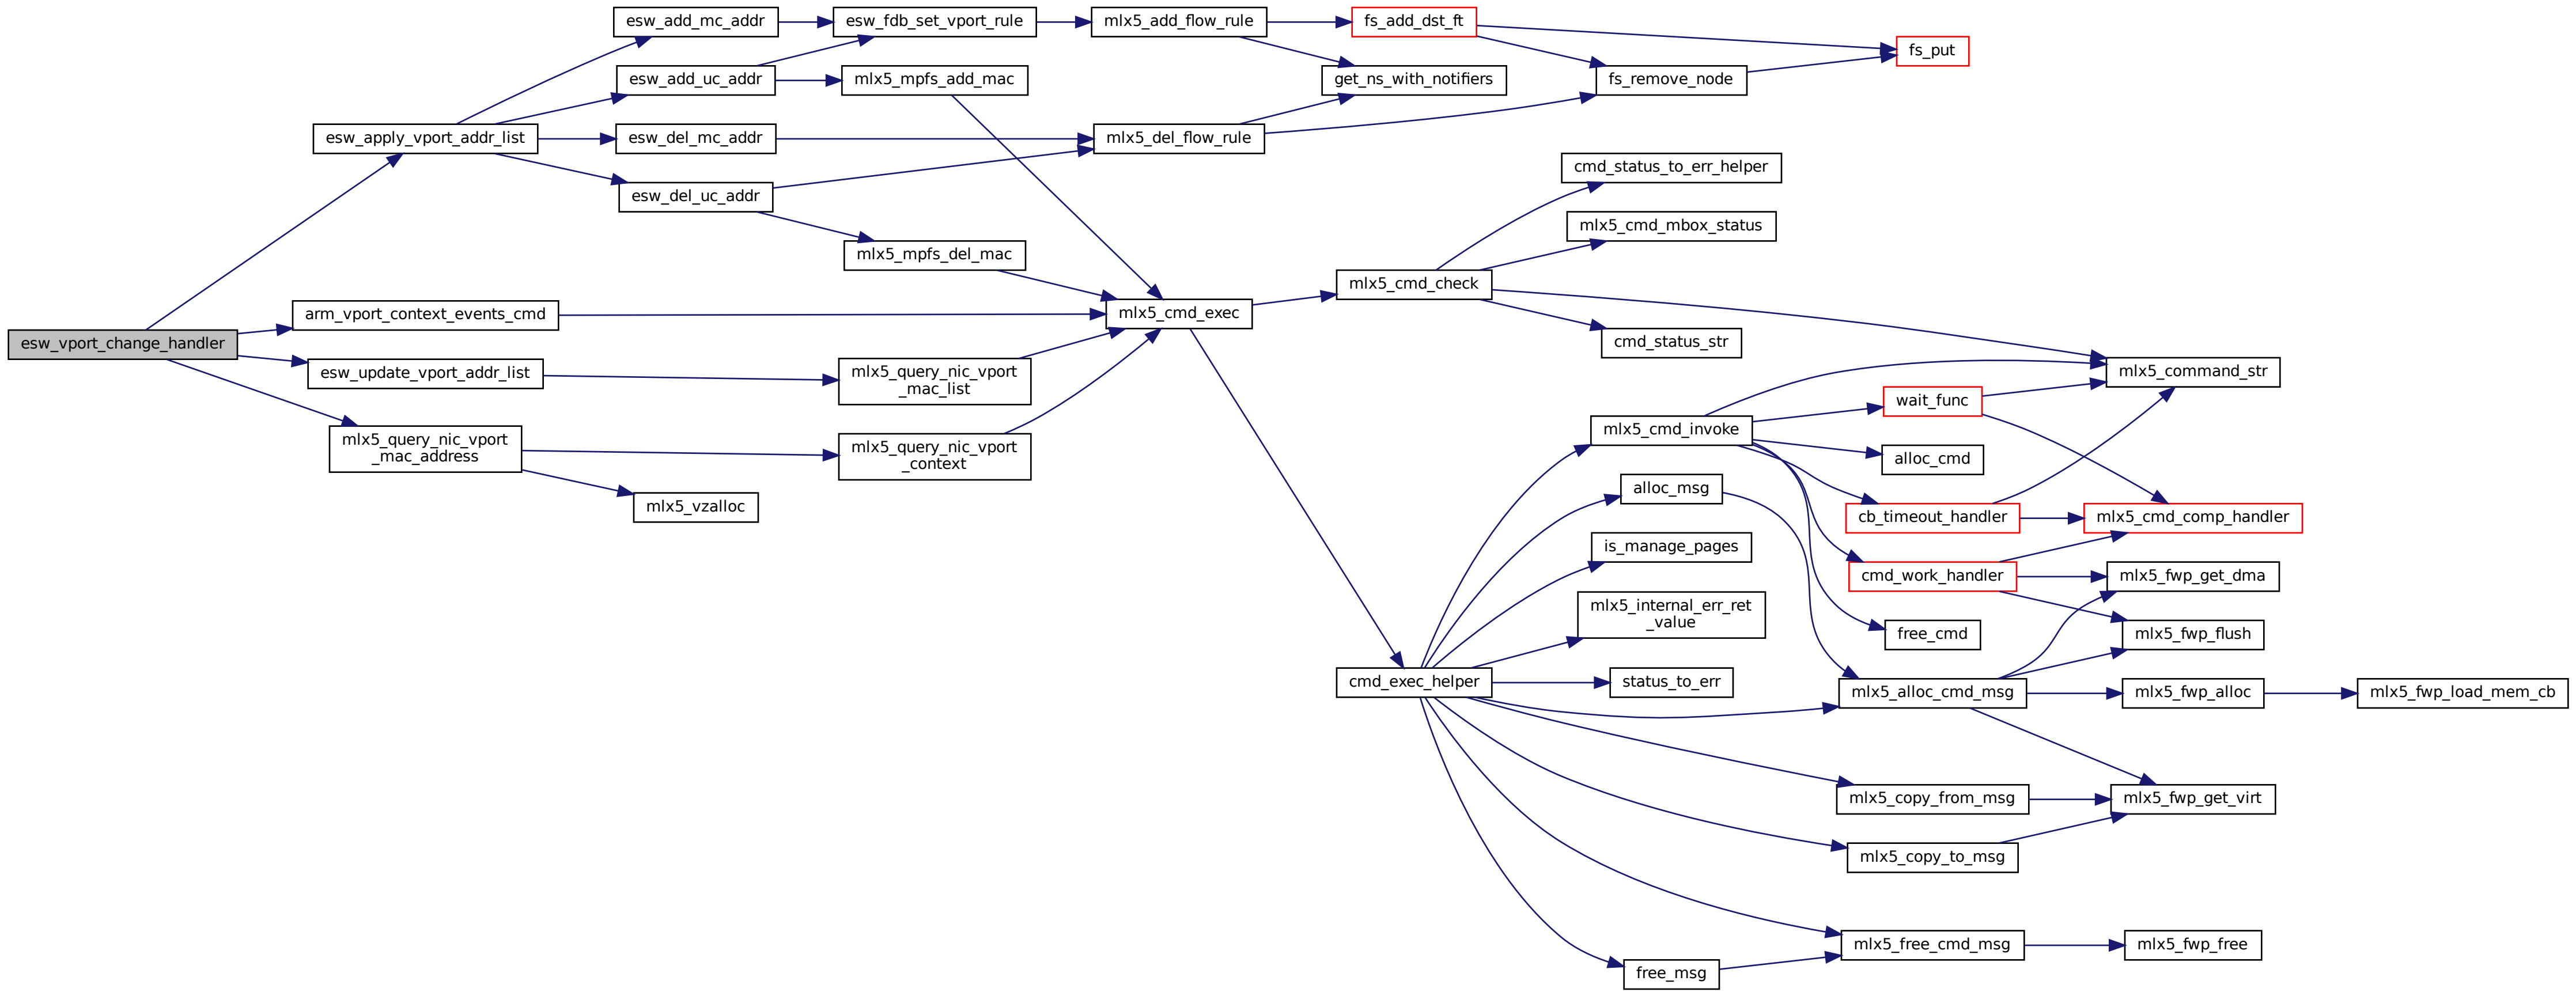 esw_vport_change_handler
esw_apply_vport_addr_list
arm_vport_context_events_cmd
esw_update_vport_addr_list
mlx5_query_nic_vport
_mac_address
esw_add_mc_addr
esw_add_uc_addr
esw_del_mc_addr
esw_del_uc_addr
mlx5_vzalloc
esw_fdb_set_vport_rule
mlx5_mpfs_add_mac
mlx5_mpfs_del_mac
mlx5_query_nic_vport
_mac_list
mlx5_query_nic_vport
_context
mlx5_add_flow_rule
mlx5_del_flow_rule
mlx5_cmd_exec
fs_add_dst_ft
get_ns_with_notifiers
mlx5_cmd_check
cmd_exec_helper
fs_remove_node
cmd_status_to_err_helper
mlx5_cmd_mbox_status
cmd_status_str
mlx5_cmd_invoke
alloc_msg
is_manage_pages
mlx5_internal_err_ret
_value
status_to_err
free_msg
fs_put
wait_func
alloc_cmd
cb_timeout_handler
cmd_work_handler
free_cmd
mlx5_alloc_cmd_msg
mlx5_copy_from_msg
mlx5_copy_to_msg
mlx5_free_cmd_msg
mlx5_command_str
mlx5_cmd_comp_handler
mlx5_fwp_get_dma
mlx5_fwp_flush
mlx5_fwp_alloc
mlx5_fwp_get_virt
mlx5_fwp_free
mlx5_fwp_load_mem_cb